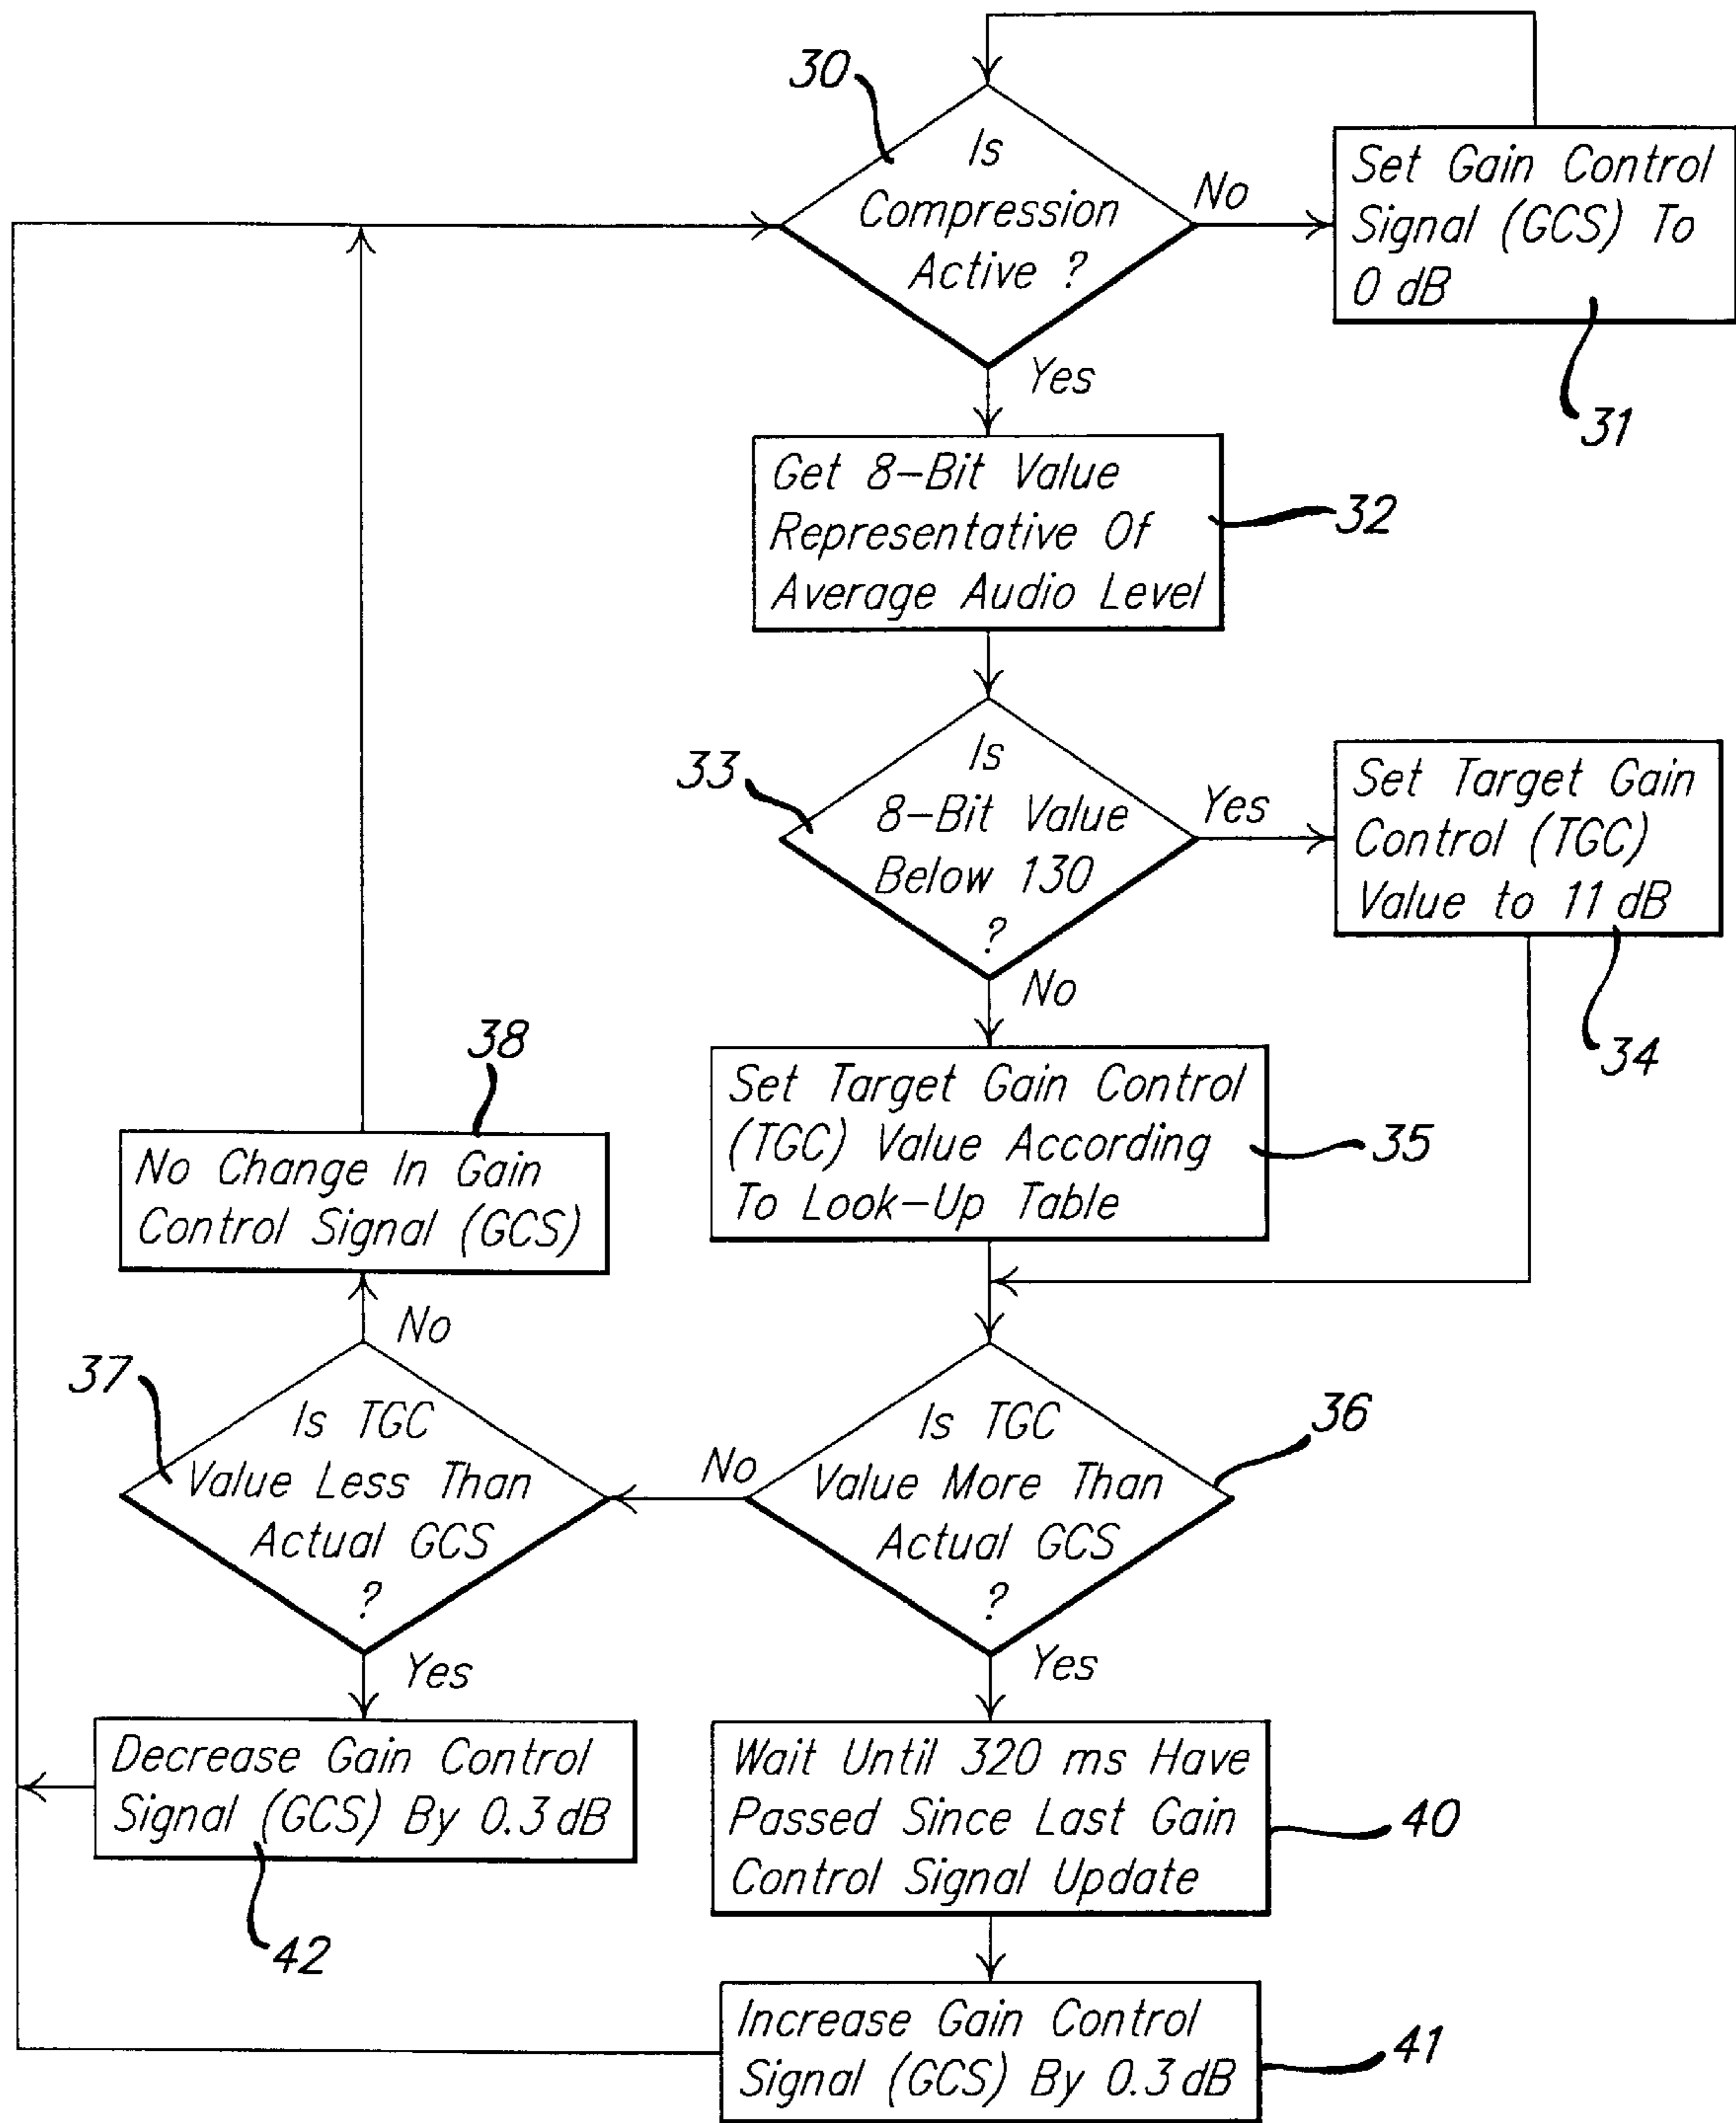 30
Is
Compression
Active ?
No
Set Gain Control
Signal (GCS) To
0 dB
31
Yes
Get 8-Bit Value
Representative Of
Average Audio Level
32
33
Is
8-Bit Value
Below 130
?
Yes
Set Target Gain
Control (TGC)
Value to 11 dB
34
No
Set Target Gain Control
(TGC) Value According
To Look-Up Table
35
38
No Change In Gain
Control Signal (GCS)
No
37
Is TGC
Value Less Than
Actual GCS
?
No
Is TGC
Value More Than
Actual GCS
?
36
Yes
Decrease Gain Control
Signal (GCS) By 0.3 dB
42
Yes
Wait Until 320 ms Have
Passed Since Last Gain
Control Signal Update
40
Increase Gain Control
Signal (GCS) By 0.3 dB
41